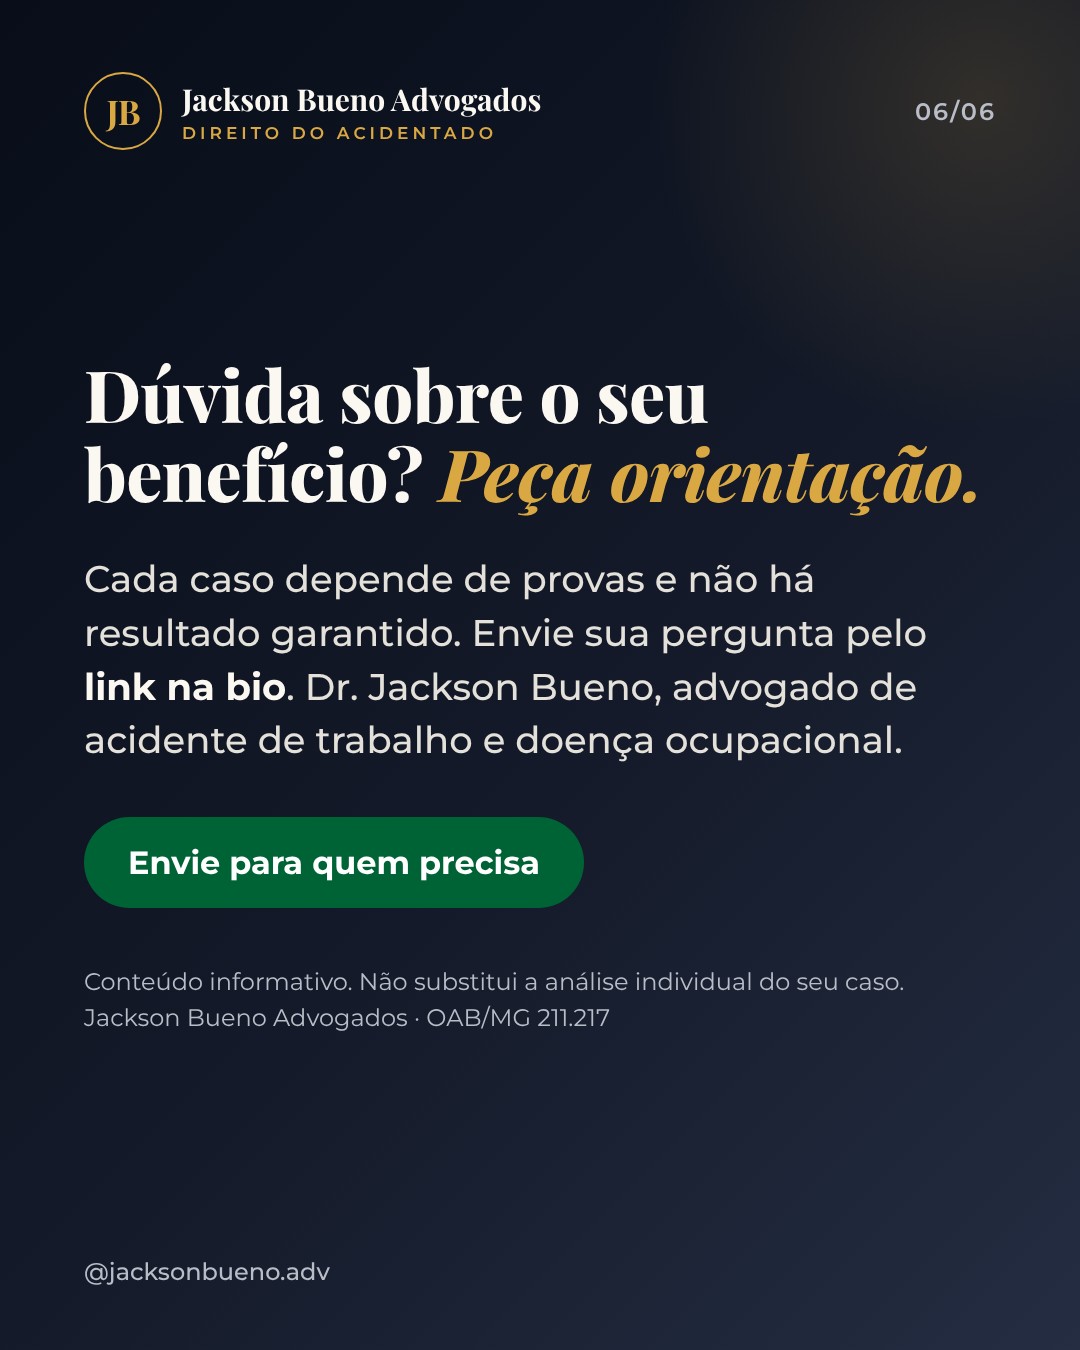 JB
Jackson Bueno Advogados
DIREITO DO ACIDENTADO
06/06
Dúvida sobre o seu
benefício? Peça orientação.
Cada caso depende de provas e não há
resultado garantido. Envie sua pergunta pelo
link na bio. Dr. Jackson Bueno, advogado de
acidente de trabalho e doença ocupacional.
Envie para quem precisa
Conteúdo informativo. Não substitui a análise individual do seu caso.
Jackson Bueno Advogados · OAB/MG 211.217
@jacksonbueno.adv